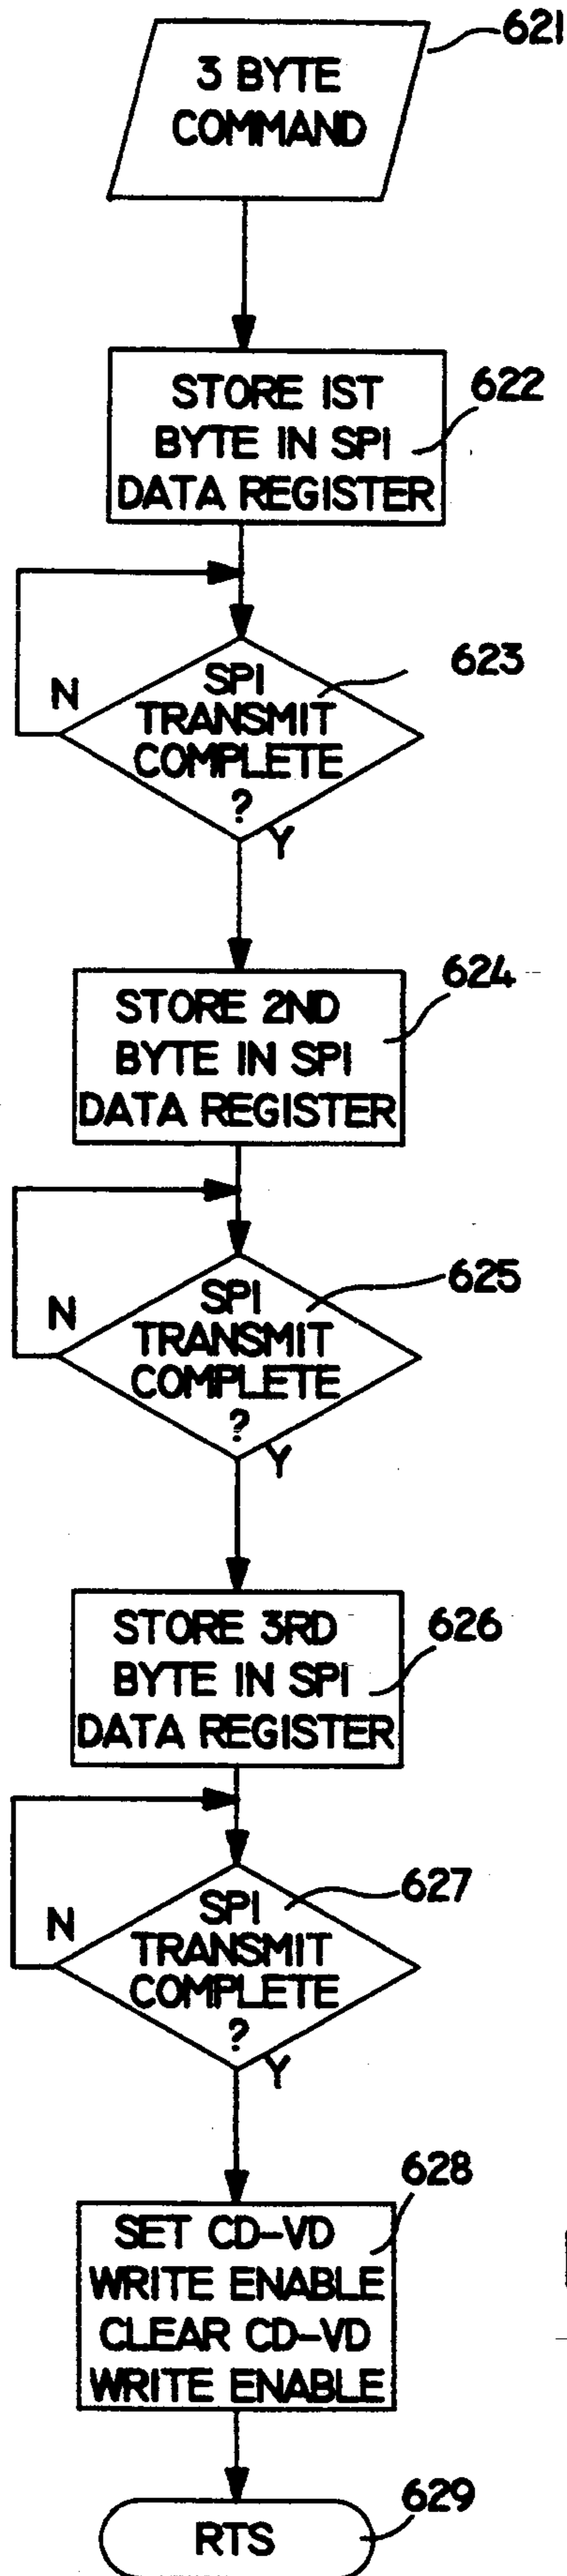 621
3 BYTE
COMMAND
STORE 1ST
BYTE IN SPI
DATA REGISTER
622
SPI
TRANSMIT
COMPLETE
?
623
N
Y
STORE 2ND
BYTE IN SPI
DATA REGISTER
624
SPI
TRANSMIT
COMPLETE
?
625
N
Y
STORE 3RD
BYTE IN SPI
DATA REGISTER
626
SPI
TRANSMIT
COMPLETE
?
627
N
Y
SET CD-VD
WRITE ENABLE
CLEAR CD-VD
WRITE ENABLE
628
RTS
629